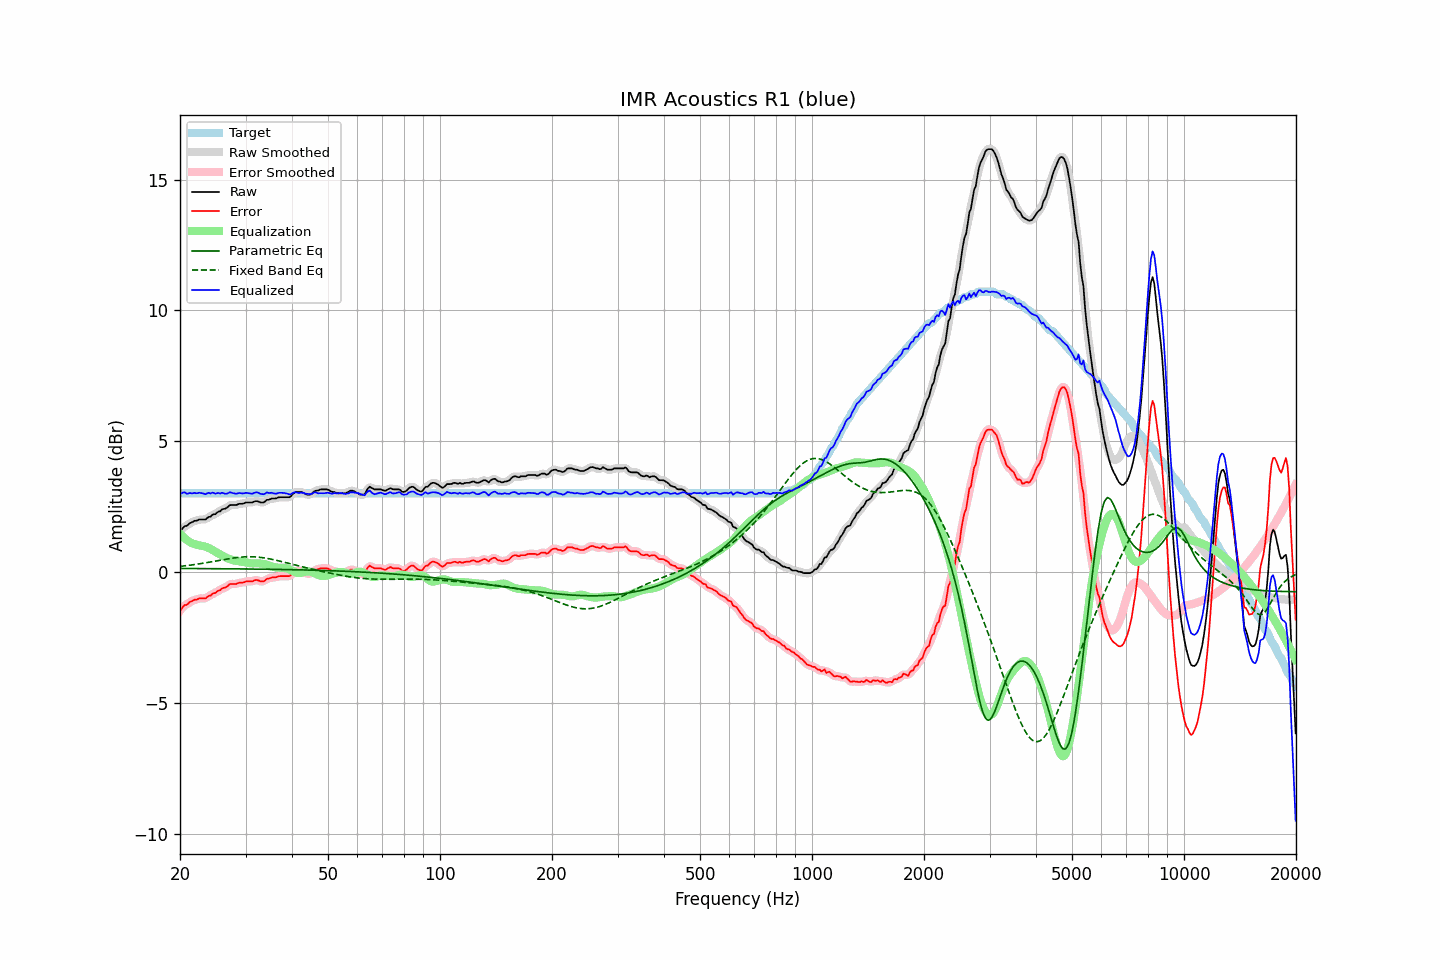 IMR Acoustics R1 (blue)
Target
Raw Smoothed
Error Smoothed
Raw
Error
Equalization
Parametric Eq
Fixed Band Eq
Equalized
Amplitude (dBr)
15
10
5
0
−5
−10
20
50
100
200
500
1000
2000
5000
10000
20000
Frequency (Hz)